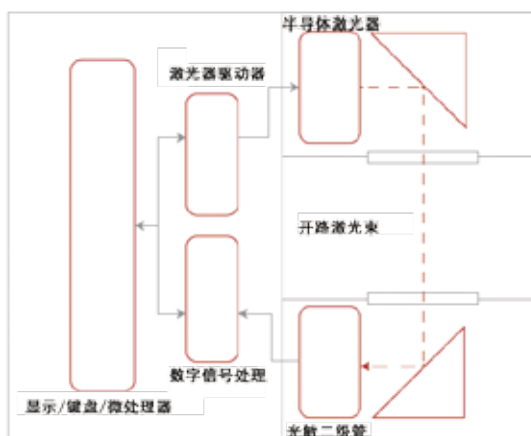 半导体激光器
激光器驱动器
开路激光束
数字信号处理
显示/键盘/微处理器
光敏二级管